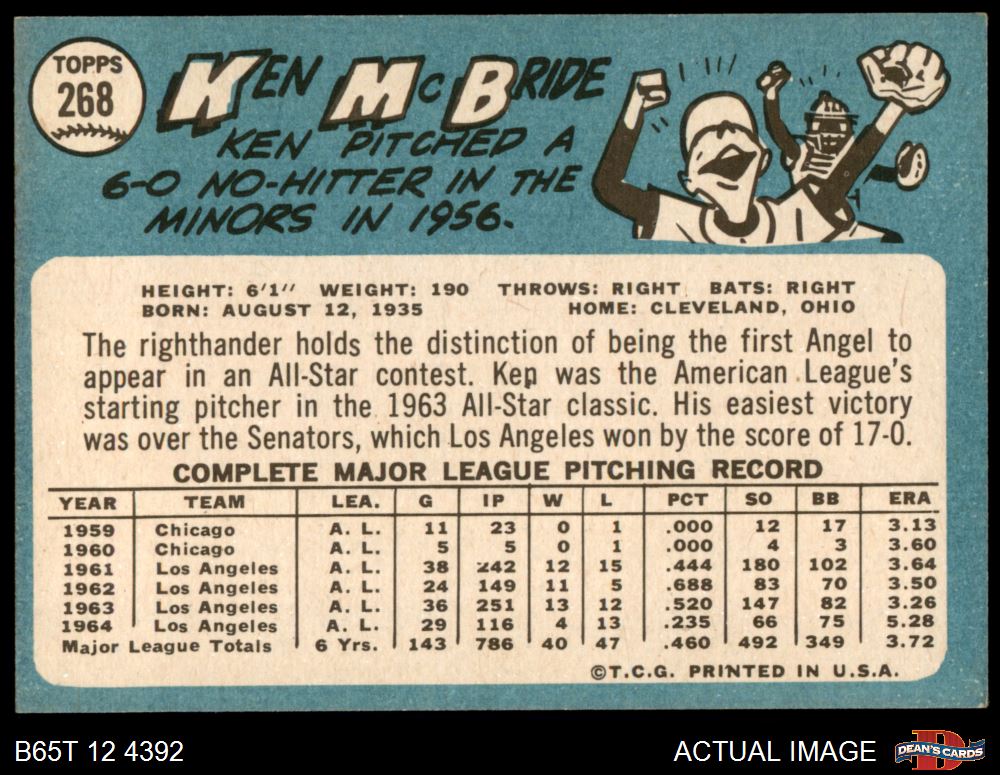 TOPPS
268
KEN McBRIDE
KEN PITCHED A
6-0 NO-HITTER IN THE
MINORS IN 1956.
HEIGHT: 6'1" WEIGHT: 190 THROWS: RIGHT BATS: RIGHT
BORN: AUGUST 12, 1935 HOME: CLEVELAND, OHIO
The righthander holds the distinction of being the first Angel to
appear in an All-Star contest. Ken was the American League's
starting pitcher in the 1963 All-Star classic. His easiest victory
was over the Senators, which Los Angeles won by the score of 17-0.
COMPLETE MAJOR LEAGUE PITCHING RECORD
YEAR TEAM LEA. G IP W L PCT SO BB ERA
1959 Chicago A. L. 11 23 0 1 .000 12 17 3.13
1960 Chicago A. L. 5 5 0 1 .000 4 3 3.60
1961 Los Angeles A. L. 38 242 12 15 .444 180 102 3.64
1962 Los Angeles A. L. 24 149 11 5 .688 83 70 3.50
1963 Los Angeles A. L. 36 251 13 12 .520 147 82 3.26
1964 Los Angeles A. L. 29 116 4 13 .235 66 75 5.28
Major League Totals 6 Yrs. 143 786 40 47 .460 492 349 3.72
©T.C.G. PRINTED IN U.S.A.
B65T 12 4392 ACTUAL IMAGE DEAN'S CARDS